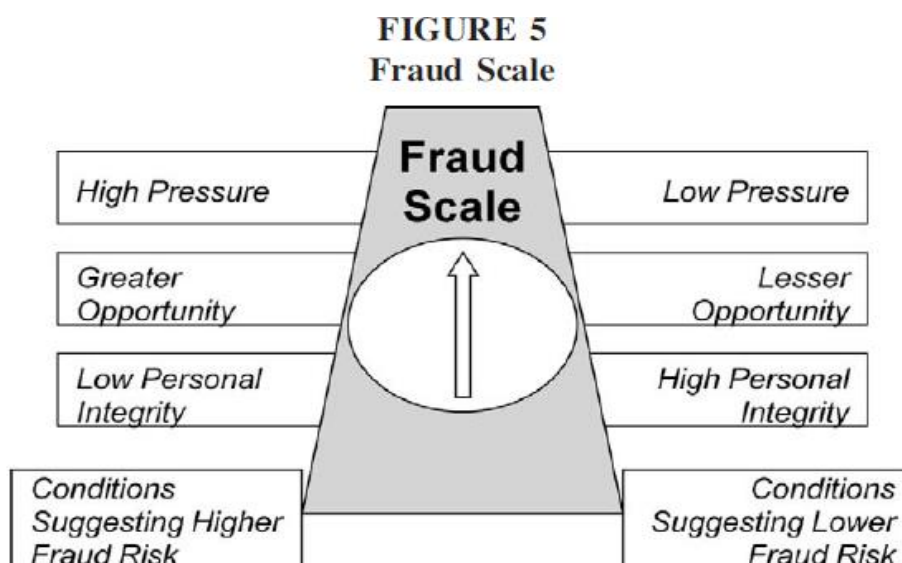 FIGURE 5
Fraud Scale
Fraud
Scale
High Pressure
Low Pressure
Greater
Opportunity
Lesser
Opportunity
Low Personal
Integrity
High Personal
Integrity
Conditions
Suggesting Higher
Fraud Risk
Conditions
Suggesting Lower
Fraud Risk